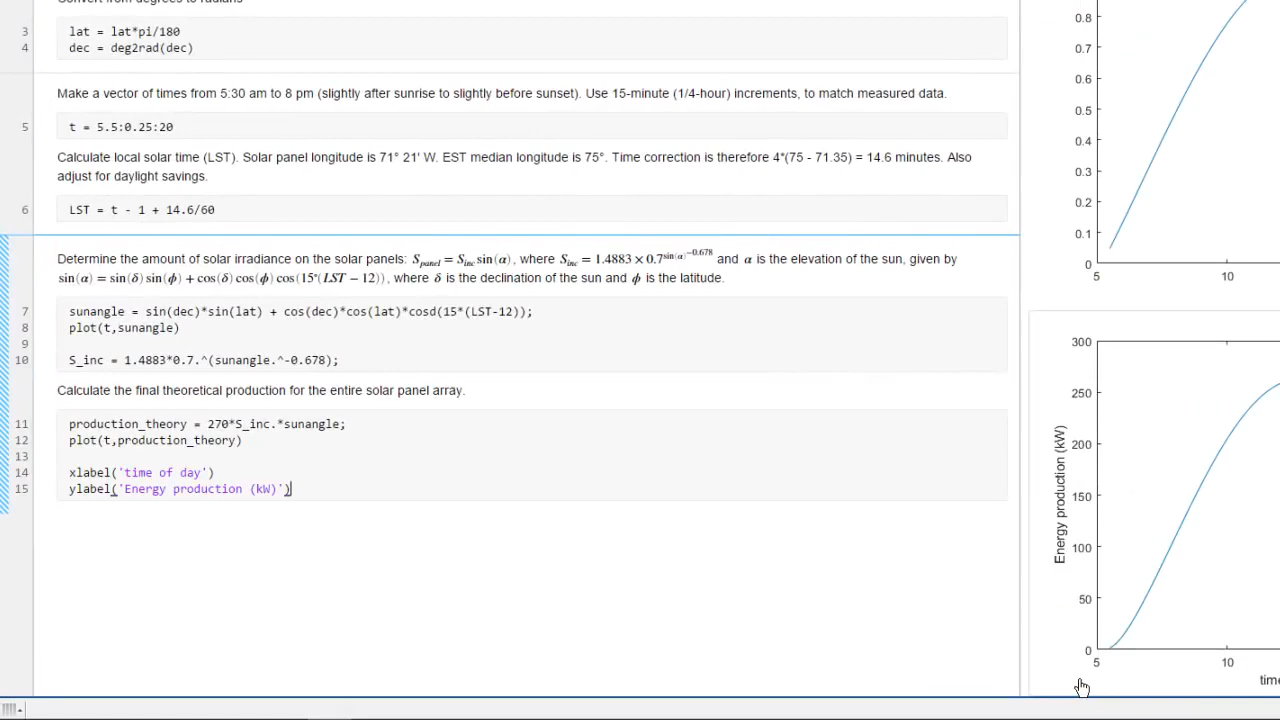 Convert from degrees to radians
3 lat = lat*pi/180
4 dec = deg2rad(dec)
Make a vector of times from 5:30 am to 8 pm (slightly after sunrise to slightly before sunset). Use 15-minute (1/4-hour) increments, to match measured data.
5 t = 5.5:0.25:20
Calculate local solar time (LST). Solar panel longitude is 71° 21' W. EST median longitude is 75°. Time correction is therefore 4*(75 - 71.35) = 14.6 minutes. Also
adjust for daylight savings.
6 LST = t - 1 + 14.6/60
Determine the amount of solar irradiance on the solar panels: S_panel = S_inc sin(α), where S_inc = 1.4883 × 0.7^sin(α)^−0.678 and α is the elevation of the sun, given by
sin(α) = sin(δ) sin(ϕ) + cos(δ) cos(ϕ) cos(15°(LST − 12)), where δ is the declination of the sun and ϕ is the latitude.
7 sunangle = sin(dec)*sin(lat) + cos(dec)*cos(lat)*cosd(15*(LST-12));
8 plot(t,sunangle)
9
10 S_inc = 1.4883*0.7.^(sunangle.^-0.678);
Calculate the final theoretical production for the entire solar panel array.
11 production_theory = 270*S_inc.*sunangle;
12 plot(t,production_theory)
13
14 xlabel('time of day')
15 ylabel('Energy production (kW)')
0.8
0.7
0.6
0.5
0.4
0.3
0.2
0.1
0
5 10
300
250
200
150
100
50
0
Energy production (kW)
5 10
time